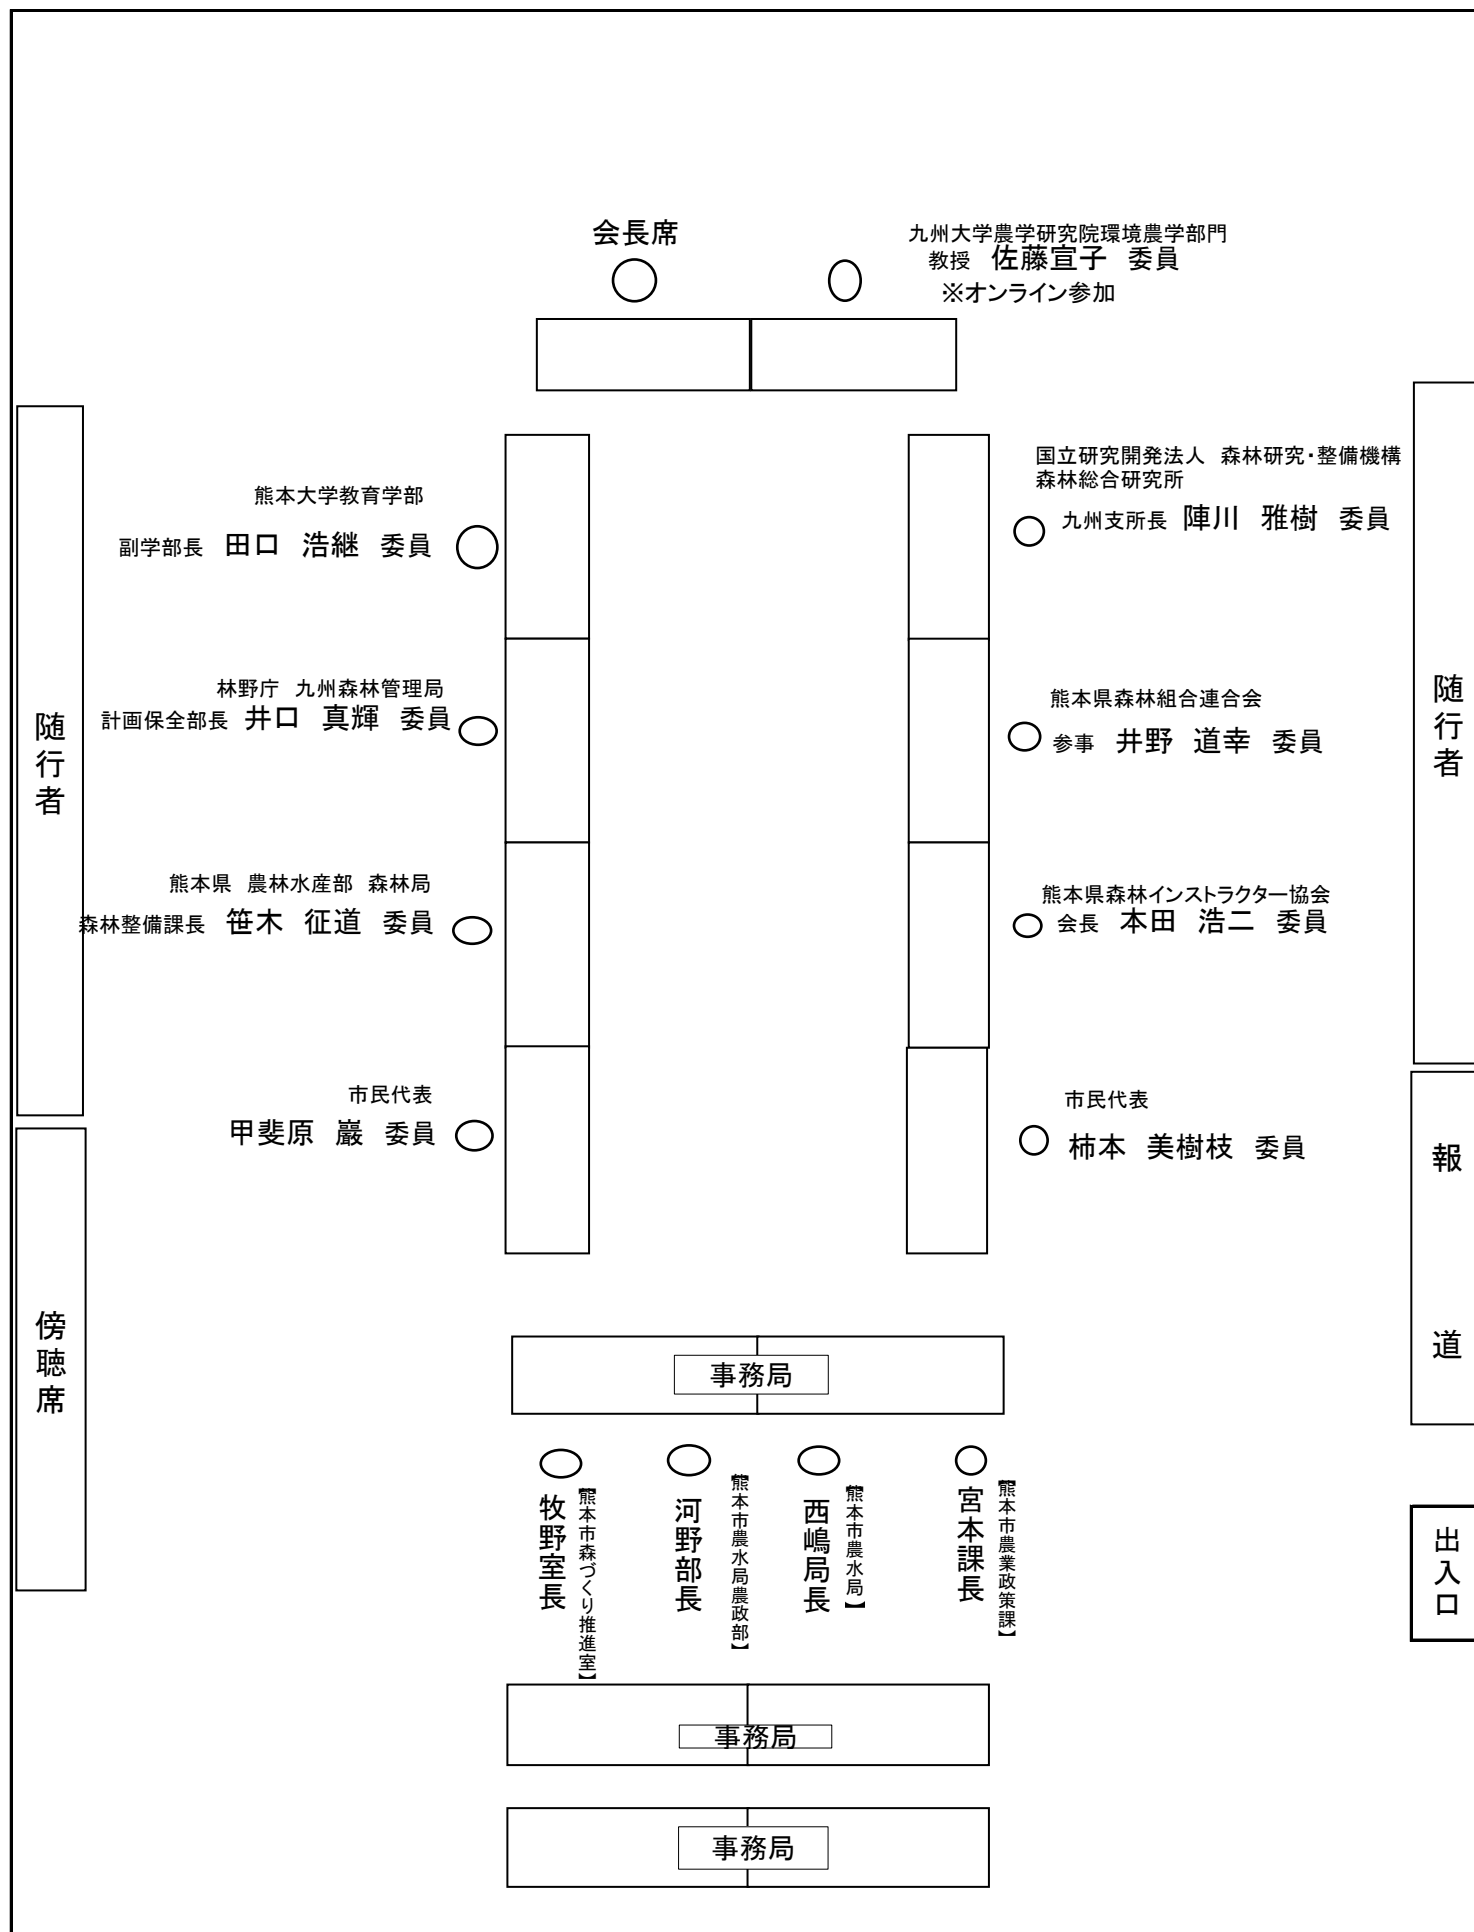 会長席
九州大学農学研究院環境農学部門
教授 佐藤宣子 委員
※オンライン参加
熊本大学教育学部
副学部長 田口 浩継 委員
国立研究開発法人 森林研究・整備機構
森林総合研究所
九州支所長 陣川 雅樹 委員
林野庁 九州森林管理局
計画保全部長 井口 真輝 委員
熊本県森林組合連合会
参事 井野 道幸 委員
熊本県 農林水産部 森林局
森林整備課長 笹木 征道 委員
熊本県森林インストラクター協会
会長 本田 浩二 委員
市民代表
甲斐原 巌 委員
市民代表
柿本 美樹枝 委員
随行者
随行者
傍聴席
報道
出入口
事務局
牧野室長
【熊本市森づくり推進室】
河野部長
【熊本市農水局農政部】
西嶋局長
【熊本市農水局】
宮本課長
【熊本市農業政策課】
事務局
事務局